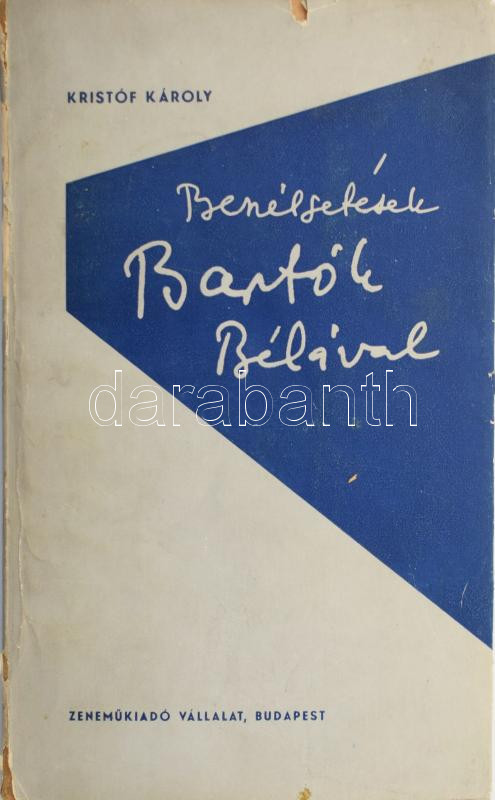 KRISTÓF KÁROLY
Beszélgetések
Bartók
Bélával
darabanth
ZENEMŰKIADÓ VÁLLALAT, BUDAPEST